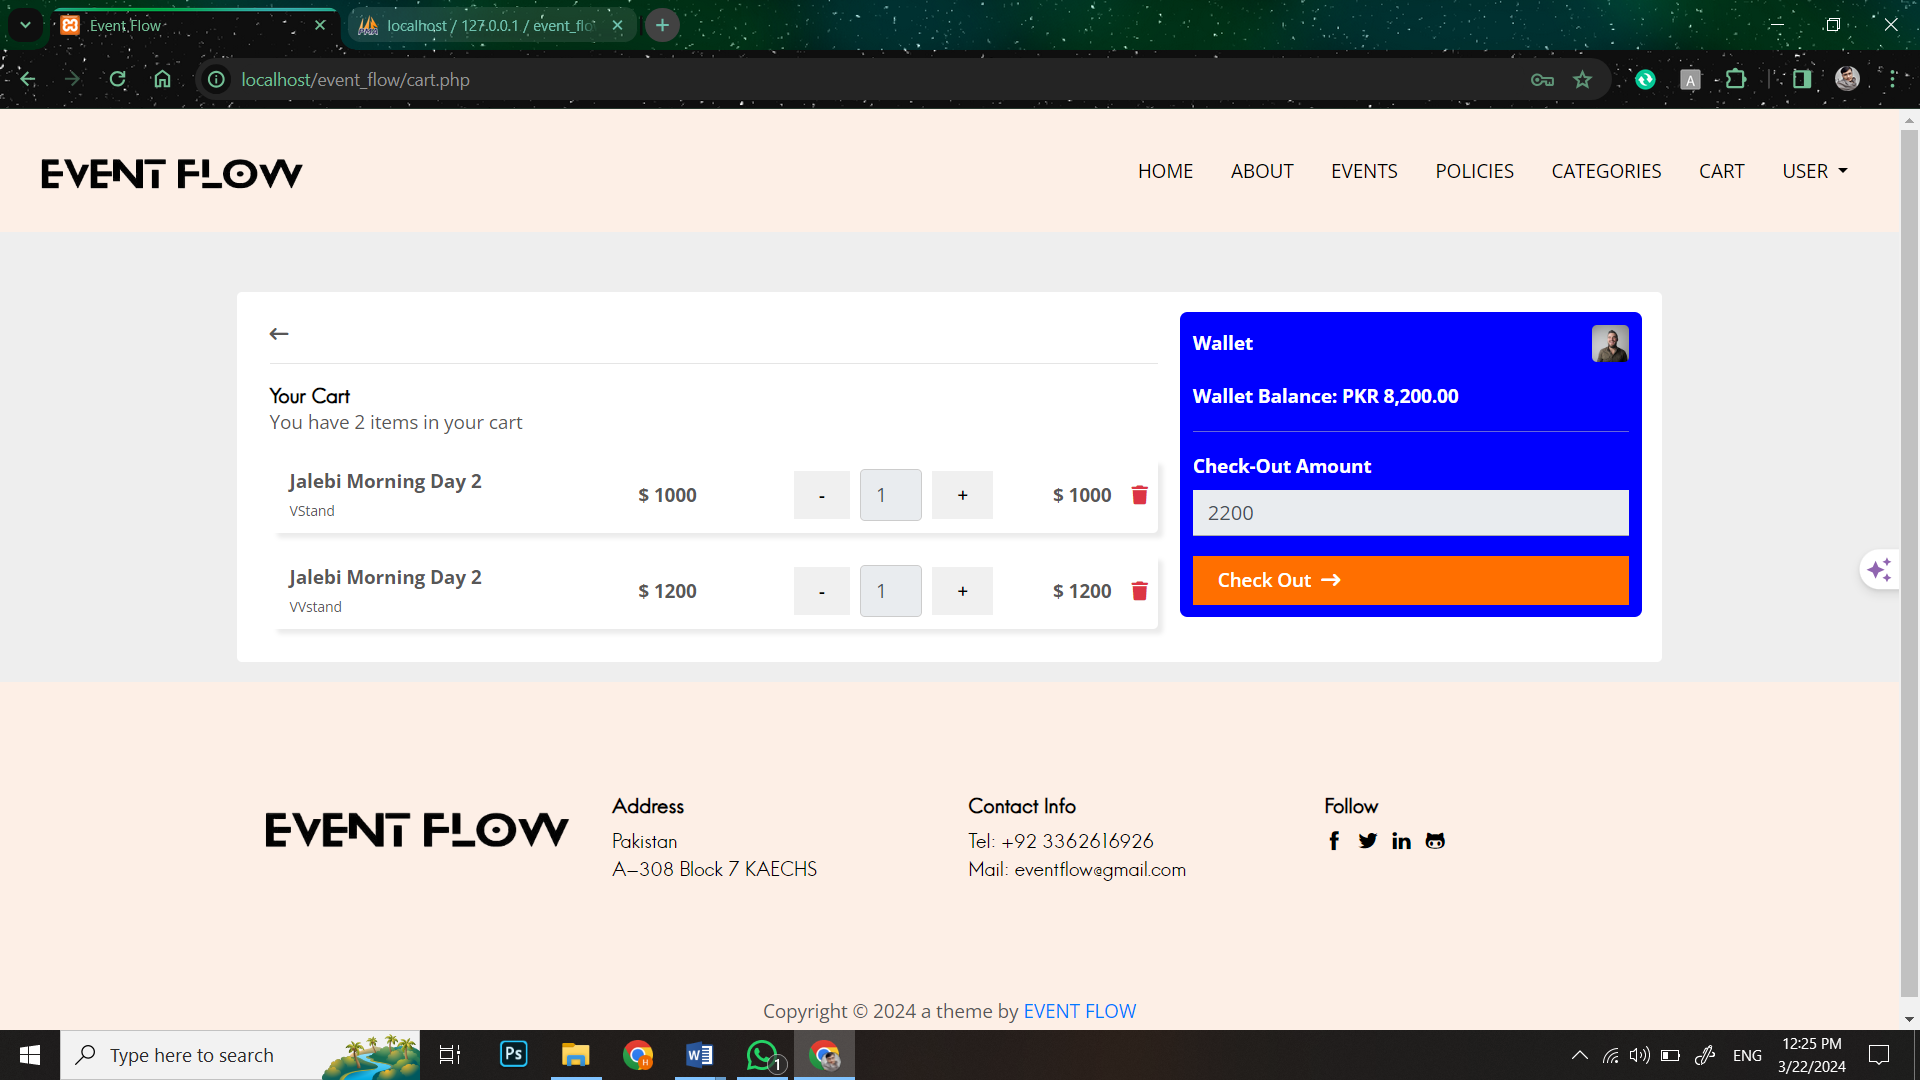 Event Flow
localhost / 127.0.0.1 / event_flo
localhost/event_flow/cart.php
A
EVENT FLOW
HOME ABOUT EVENTS POLICIES CATEGORIES CART USER
Your Cart
You have 2 items in your cart
Jalebi Morning Day 2
VStand
$ 1000 - 1 + $ 1000
Jalebi Morning Day 2
VVstand
$ 1200 - 1 + $ 1200
Wallet
Wallet Balance: PKR 8,200.00
Check-Out Amount
2200
Check Out →
EVENT FLOW
Address
Pakistan
A-308 Block 7 KAECHS
Contact Info
Tel: +92 3362616926
Mail: eventflow@gmail.com
Follow
Copyright © 2024 a theme by EVENT FLOW
Type here to search
Ps
W
1
H
ENG
12:25 PM
3/22/2024